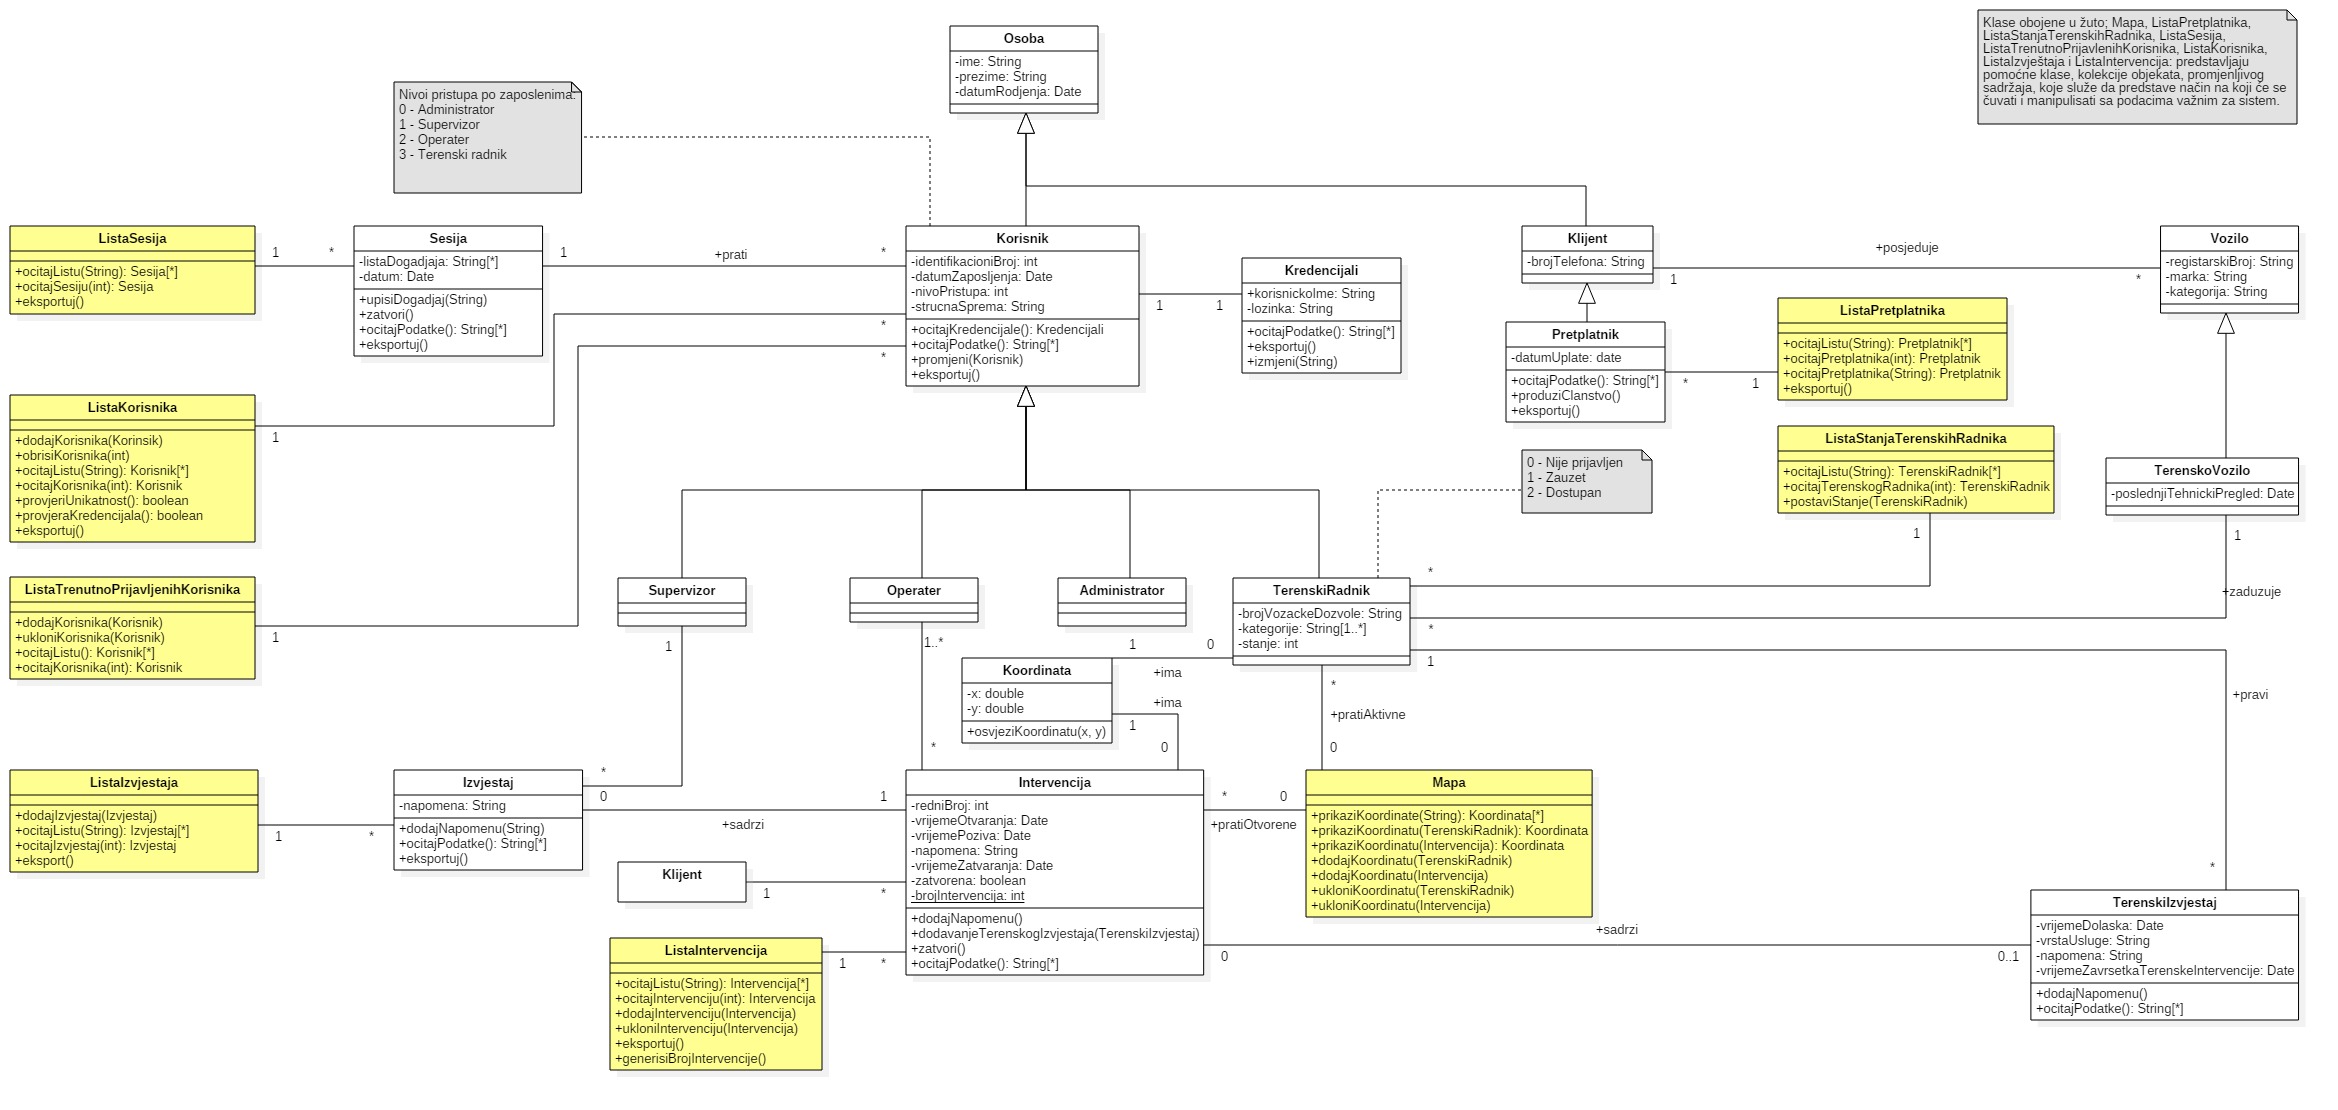 Osoba
-ime: String
-prezime: String
-datumRodjenja: Date
Klase obojene u žuto; Mapa, ListaPretplatnika,
ListaStanjaTerenskihRadnika, ListaSesija,
ListaTrenutnoPrijavlenihKorisnika, ListaKorisnika,
ListaIzvještaja i ListaIntervencija: predstavljaju
pomoćne klase, kolekcije objekata, promjenljivog
sadržaja, koje služe da predstave način na koji će se
čuvati i manipulisati sa podacima važnim za sistem.
Nivoi pristupa po zaposlenima:
0 - Administrator
1 - Supervizor
2 - Operater
3 - Terenski radnik
ListaSesija
+ocitajListu(String): Sesija[*]
+ocitajSesiju(int): Sesija
+eksportuj()
1
*
Sesija
-listaDogadjaja: String[*]
-datum: Date
+upisiDogadjaj(String)
+zatvori()
+ocitajPodatke(): String[*]
+eksportuj()
1
+prati
*
*
*
Korisnik
-identifikacioniBroj: int
-datumZaposljenja: Date
-nivoPristupa: int
-strucnaSprema: String
+ocitajKredencijale(): Kredencijali
+ocitajPodatke(): String[*]
+promjeni(Korisnik)
+eksportuj()
1
1
Kredencijali
+korisnickoIme: String
-lozinka: String
+ocitajPodatke(): String[*]
+eksportuj()
+izmjeni(String)
Klijent
-brojTelefona: String
+posjeduje
1
*
Vozilo
-registarskiBroj: String
-marka: String
-kategorija: String
Pretplatnik
-datumUplate: date
+ocitajPodatke(): String[*]
+produziClanstvo()
+eksportuj()
*
1
ListaPretplatnika
+ocitajListu(String): Pretplatnik[*]
+ocitajPretplatnika(int): Pretplatnik
+ocitajPretplatnika(String): Pretplatnik
+eksportuj()
ListaKorisnika
+dodajKorisnika(Korinsik)
+obrisiKorisnika(int)
+ocitajListu(String): Korisnik[*]
+ocitajKorisnika(int): Korisnik
+provjeriUnikatnost(): boolean
+provjeraKredencijala(): boolean
+eksportuj()
1
0 - Nije prijavljen
1 - Zauzet
2 - Dostupan
ListaStanjaTerenskihRadnika
+ocitajListu(String): TerenskiRadnik[*]
+ocitajTerenskogRadnika(int): TerenskiRadnik
+postaviStanje(TerenskiRadnik)
1
*
TerenskoVozilo
-poslednjiTehnickiPregled: Date
1
+zaduzuje
*
ListaTrenutnoPrijavljenihKorisnika
+dodajKorisnika(Korisnik)
+ukloniKorisnika(Korisnik)
+ocitajListu(): Korisnik[*]
+ocitajKorisnika(int): Korisnik
1
Supervizor
1
Operater
1..*
Administrator
TerenskiRadnik
-brojVozackeDozvole: String
-kategorije: String[1..*]
-stanje: int
1
0
+ima
1
+pravi
*
Koordinata
-x: double
-y: double
+osvjeziKoordinatu(x, y)
+ima
1
0
*
+pratiAktivne
0
*
ListaIzvjestaja
+dodajIzvjestaj(Izvjestaj)
+ocitajListu(String): Izvjestaj[*]
+ocitajIzvjestaj(int): Izvjestaj
+eksport()
1
*
Izvjestaj
-napomena: String
+dodajNapomenu(String)
+ocitajPodatke(): String[*]
+eksportuj()
*
0
+sadrzi
1
Intervencija
-redniBroj: int
-vrijemeOtvaranja: Date
-vrijemePoziva: Date
-napomena: String
-vrijemeZatvaranja: Date
-zatvorena: boolean
-brojIntervencija: int
+dodajNapomenu()
+dodavanjeTerenskogIzvjestaja(TerenskiIzvjestaj)
+zatvori()
+ocitajPodatke(): String[*]
*
0
+pratiOtvorene
Mapa
+prikaziKoordinate(String): Koordinata[*]
+prikaziKoordinatu(TerenskiRadnik): Koordinata
+prikaziKoordinatu(Intervencija): Koordinata
+dodajKoordinatu(TerenskiRadnik)
+dodajKoordinatu(Intervencija)
+ukloniKoordinatu(TerenskiRadnik)
+ukloniKoordinatu(Intervencija)
Klijent
1
*
ListaIntervencija
+ocitajListu(String): Intervencija[*]
+ocitajIntervenciju(int): Intervencija
+dodajIntervenciju(Intervencija)
+ukloniIntervenciju(Intervencija)
+eksportuj()
+generisiBrojIntervencije()
1
*
0
+sadrzi
0..1
TerenskiIzvjestaj
-vrijemeDolaska: Date
-vrstaUsluge: String
-napomena: String
-vrijemeZavrsetkaTerenskeIntervencije: Date
+dodajNapomenu()
+ocitajPodatke(): String[*]